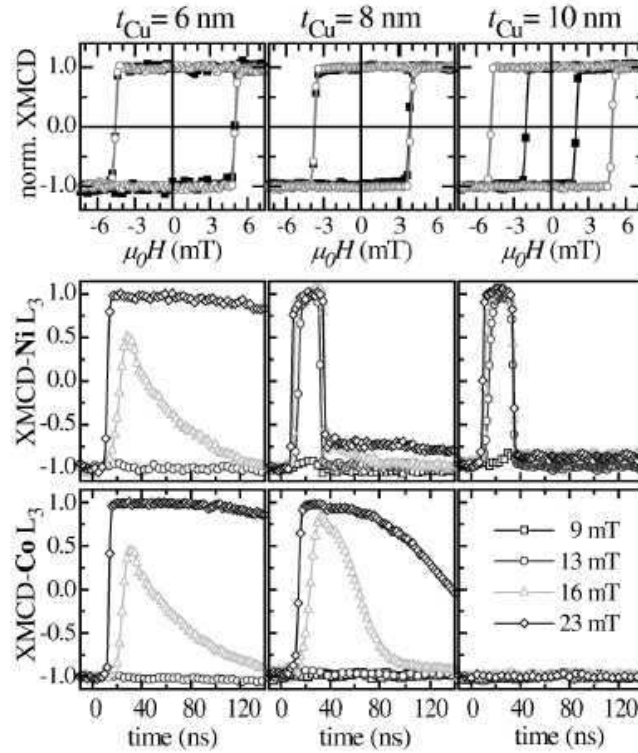 t_Cu = 6 nm t_Cu = 8 nm t_Cu = 10 nm
norm. XMCD
1.0
0.0
-1.0
-6 -3 0 3 6 -6 -3 0 3 6 -6 -3 0 3 6
μ₀H (mT) μ₀H (mT) μ₀H (mT)
XMCD-Ni L₃
1.0
0.5
0.0
-0.5
-1.0
XMCD-Co L₃
1.0
0.5
0.0
-0.5
-1.0
9 mT
13 mT
16 mT
23 mT
0 40 80 120 0 40 80 120 0 40 80 120
time (ns) time (ns) time (ns)